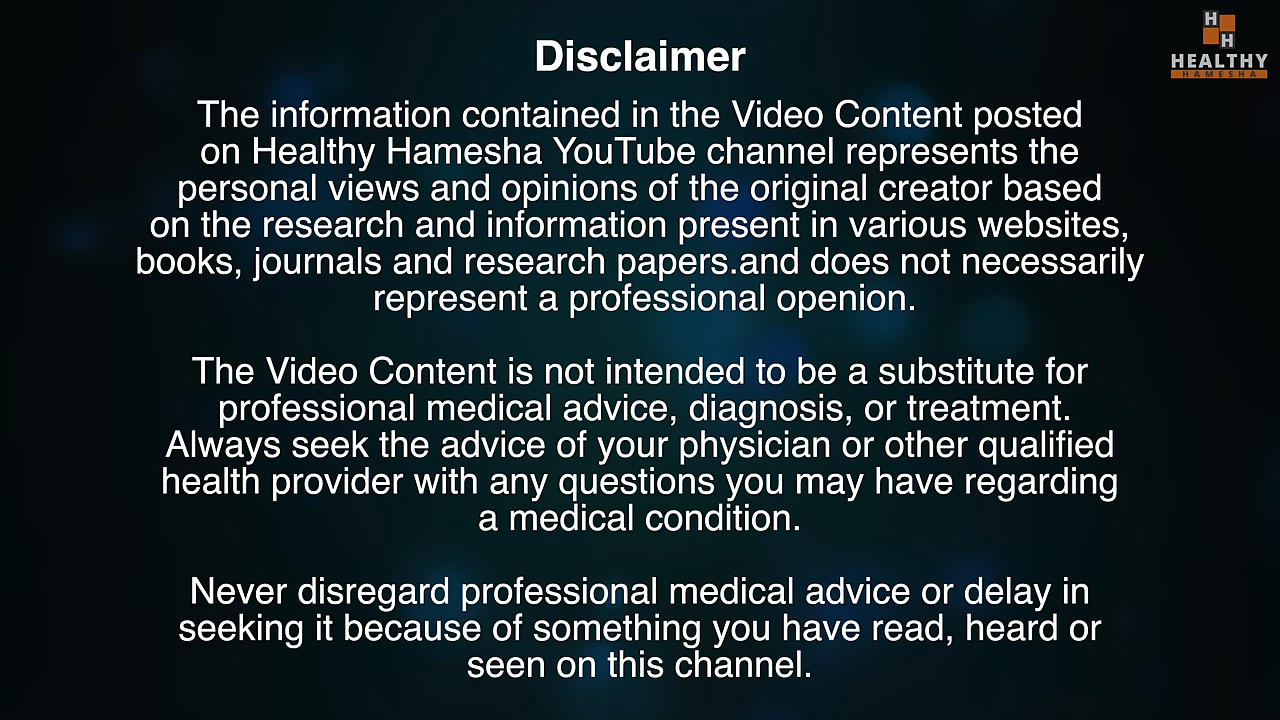 H
H
HEALTHY
HAMESHA
Disclaimer
The information contained in the Video Content posted
on Healthy Hamesha YouTube channel represents the
personal views and opinions of the original creator based
on the research and information present in various websites,
books, journals and research papers.and does not necessarily
represent a professional openion.
The Video Content is not intended to be a substitute for
professional medical advice, diagnosis, or treatment.
Always seek the advice of your physician or other qualified
health provider with any questions you may have regarding
a medical condition.
Never disregard professional medical advice or delay in
seeking it because of something you have read, heard or
seen on this channel.